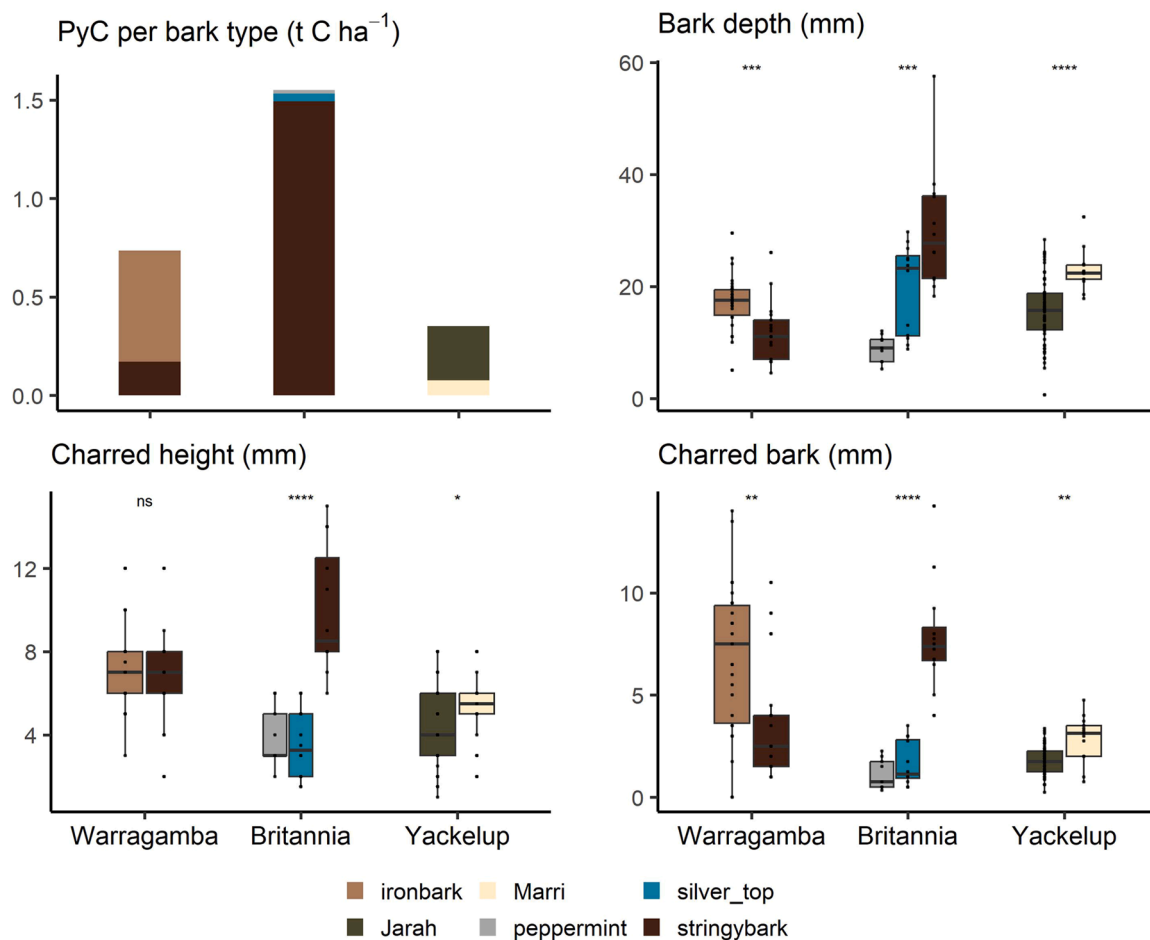 PyC per bark type (t C ha⁻¹)
1.5
1.0
0.5
0.0
Bark depth (mm)
*** *** ****
60
40
20
0
Charred height (mm)
ns **** *
12
8
4
Warragamba Britannia Yackelup
Charred bark (mm)
** **** **
10
5
0
Warragamba Britannia Yackelup
ironbark Marri silver_top
Jarah peppermint stringybark